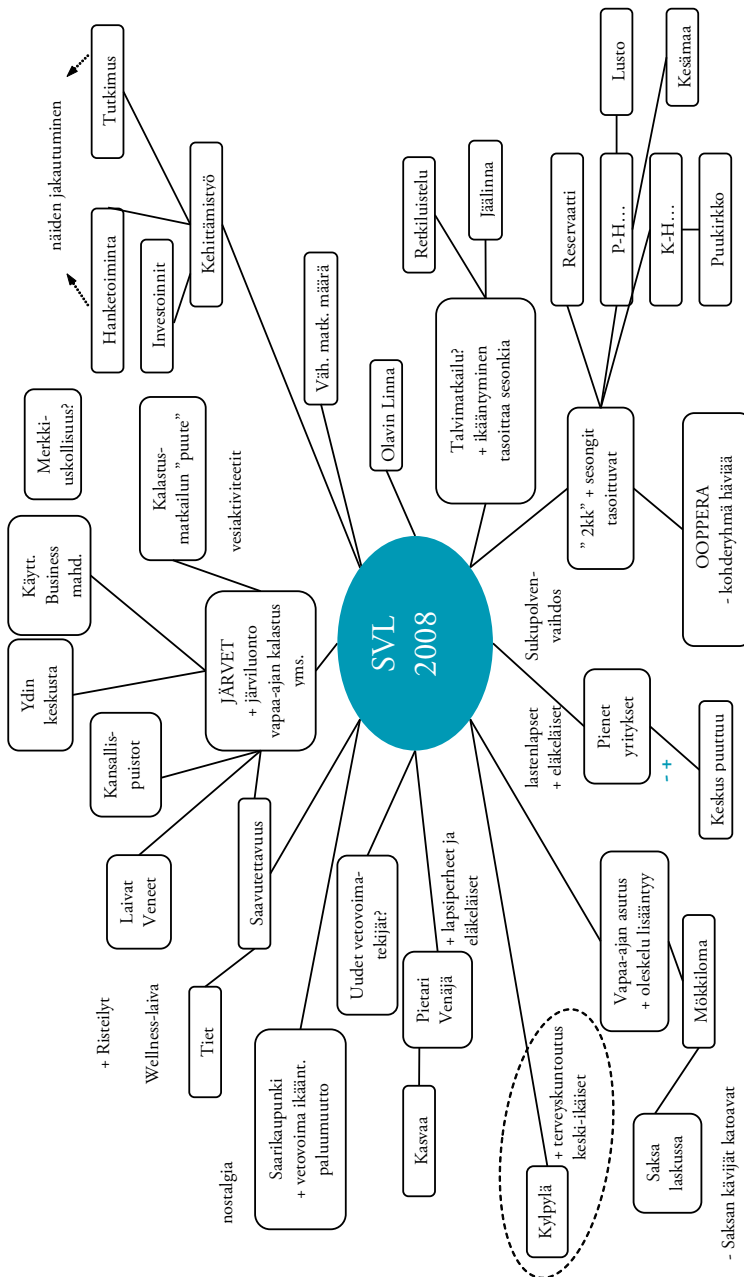 + Risteilyt
Wellness-laiva
Laivat
Veneet
Kansallis-
puistot
Ydin
keskusta
Käytt.
Business
mahd.
Merkki-
uskollisuus?
Hanketoiminta
näiden jakautuminen
Tutkimus
Investoinnit
Kehittämistyö
nostalgia
Tiet
Saavutettavuus
JÄRVET
+ järviluonto
vapaa-ajan kalastus
yms.
Kalastus-
matkailun ”puute”
vesiaktiviteetit
Väh. matk. määrä
Saarikaupunki
+ vetovoima ikäänt.
paluumuutto
Uudet vetovoima-
tekijät?
SVL
2008
Olavin Linna
Retkiluistelu
Jäälinna
Kasvaa
Pietari
Venäjä
+ lapsiperheet ja
eläkeläiset
Talvimatkailu?
+ ikääntyminen
tasoittaa sesonkia
Kylpylä
+ terveyskuntoutus
keski-ikäiset
lastenlapset
+ eläkeläiset
Sukupolven-
vaihdos
” 2kk” + sesongit
tasoittuvat
Reservaatti
P-H...
Lusto
K-H...
Kesämaa
Puukirkko
Vapaa-ajan asutus
+ oleskelu lisääntyy
Pienet
yritykset
- +
Saksa
laskussa
Mökkiloma
Keskus puuttuu
OOPPERA
- kohderyhmä häviää
- Saksan kävijät katoavat